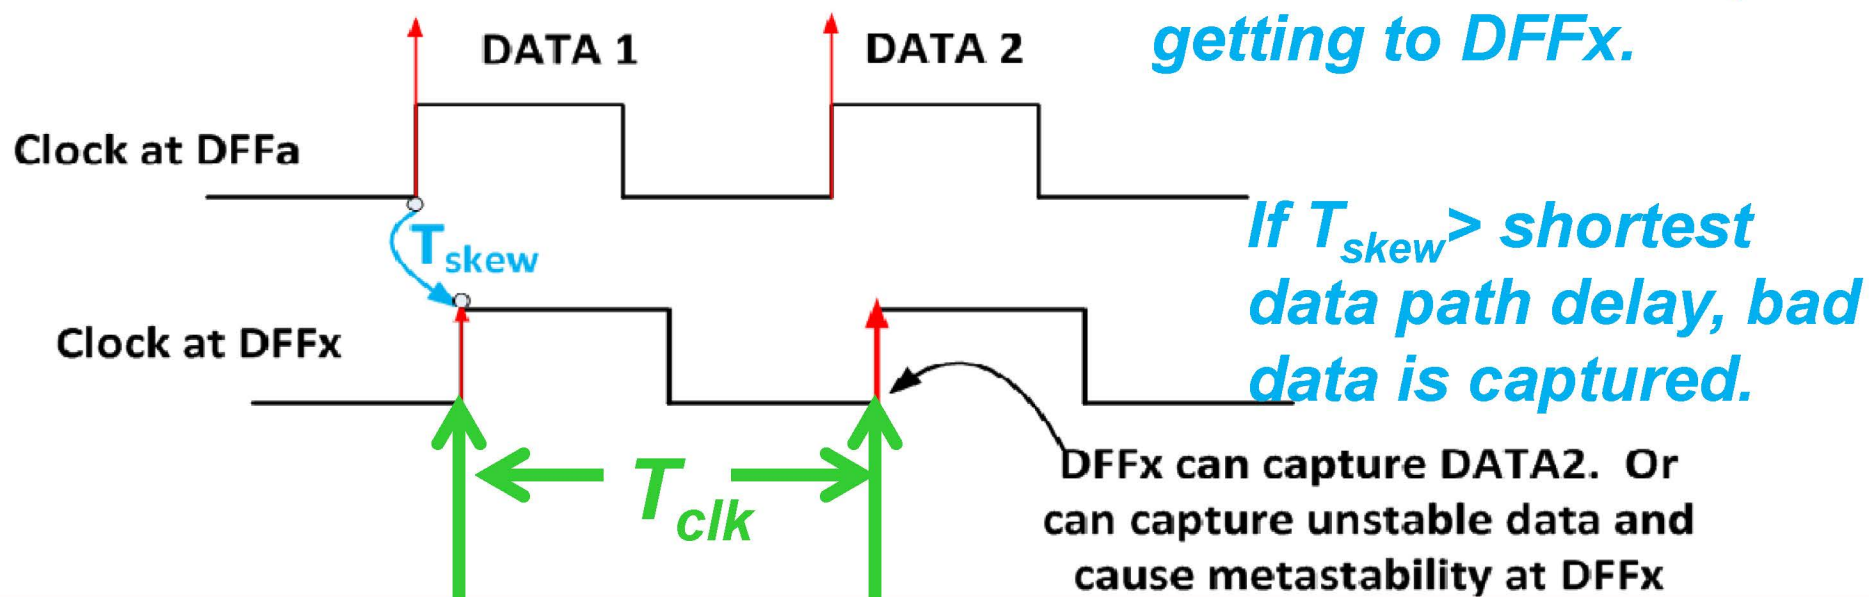 getting to DFFx.
DATA 1
DATA 2
Clock at DFFa
Tskew
If Tskew> shortest
data path delay, bad
data is captured.
Clock at DFFx
Tclk
DFFx can capture DATA2.  Or
can capture unstable data and
cause metastability at DFFx